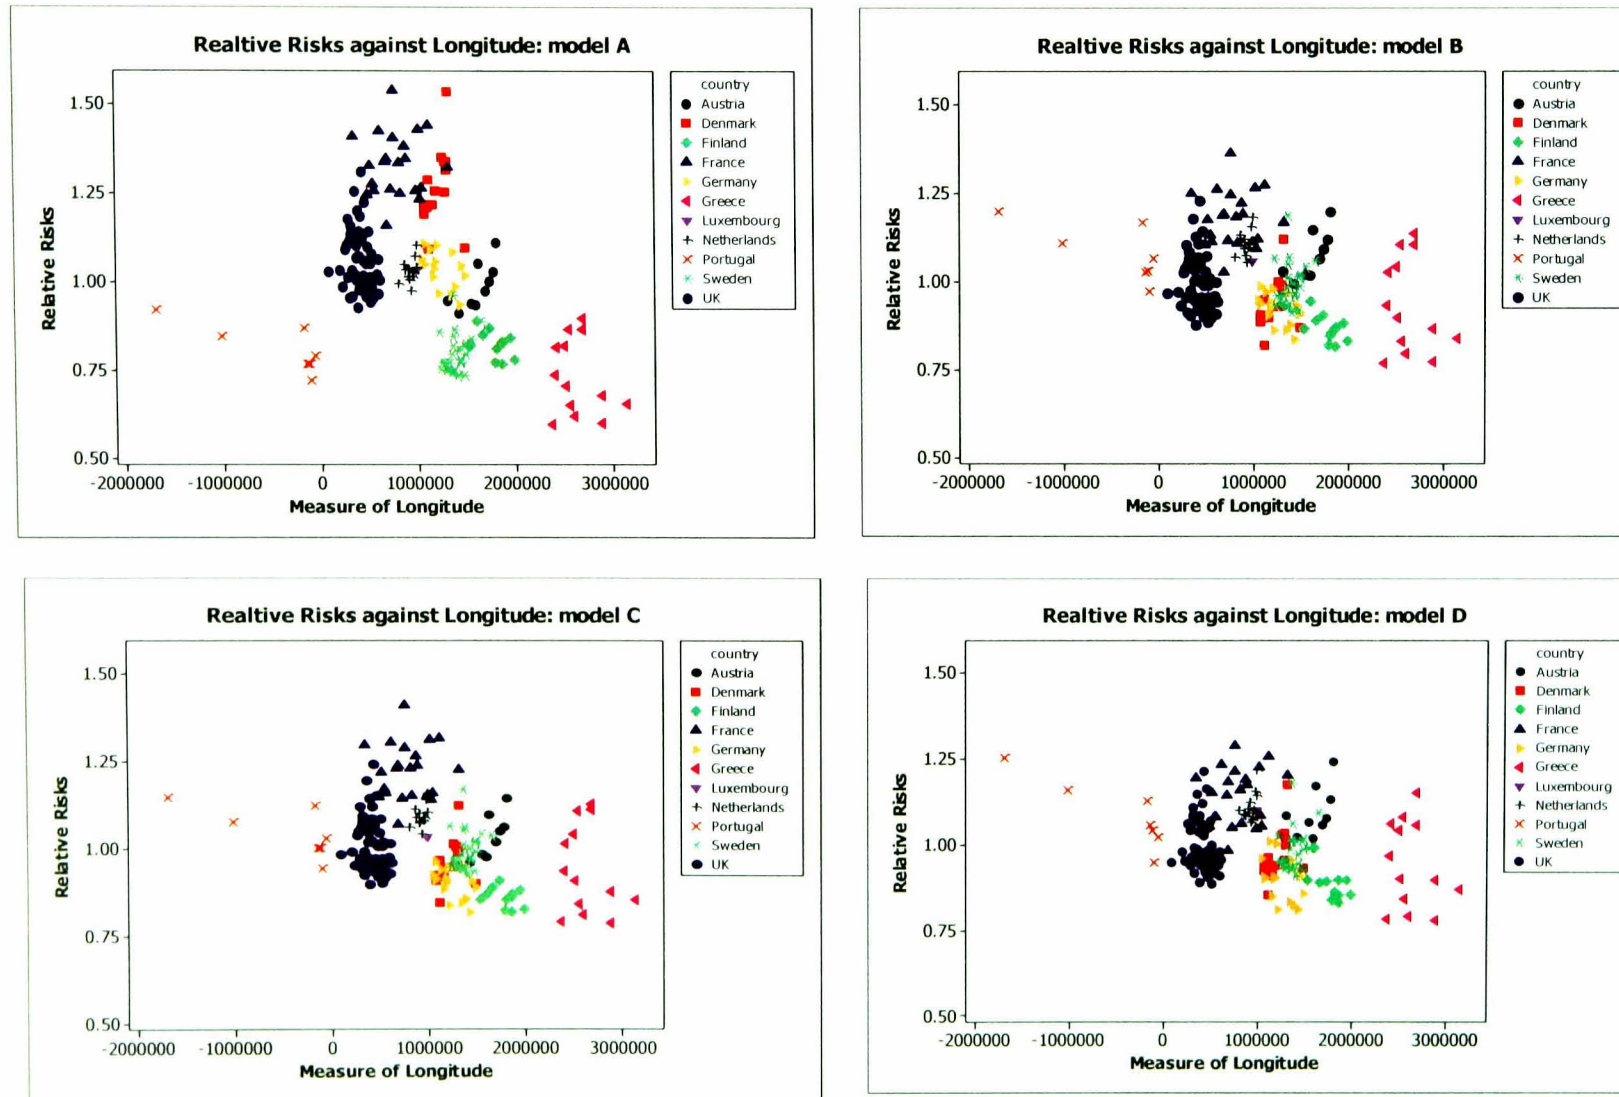 Realtive Risks against Longitude: model A
Relative Risks
1.50
1.25
1.00
0.75
0.50
-2000000 -1000000 0 1000000 2000000 3000000
Measure of Longitude
country
Austria
Denmark
Finland
France
Germany
Greece
Luxembourg
Netherlands
Portugal
Sweden
UK
Realtive Risks against Longitude: model B
Relative Risks
1.50
1.25
1.00
0.75
0.50
-2000000 -1000000 0 1000000 2000000 3000000
Measure of Longitude
country
Austria
Denmark
Finland
France
Germany
Greece
Luxembourg
Netherlands
Portugal
Sweden
UK
Realtive Risks against Longitude: model C
Relative Risks
1.50
1.25
1.00
0.75
0.50
-2000000 -1000000 0 1000000 2000000 3000000
Measure of Longitude
country
Austria
Denmark
Finland
France
Germany
Greece
Luxembourg
Netherlands
Portugal
Sweden
UK
Realtive Risks against Longitude: model D
Relative Risks
1.50
1.25
1.00
0.75
0.50
-2000000 -1000000 0 1000000 2000000 3000000
Measure of Longitude
country
Austria
Denmark
Finland
France
Germany
Greece
Luxembourg
Netherlands
Portugal
Sweden
UK